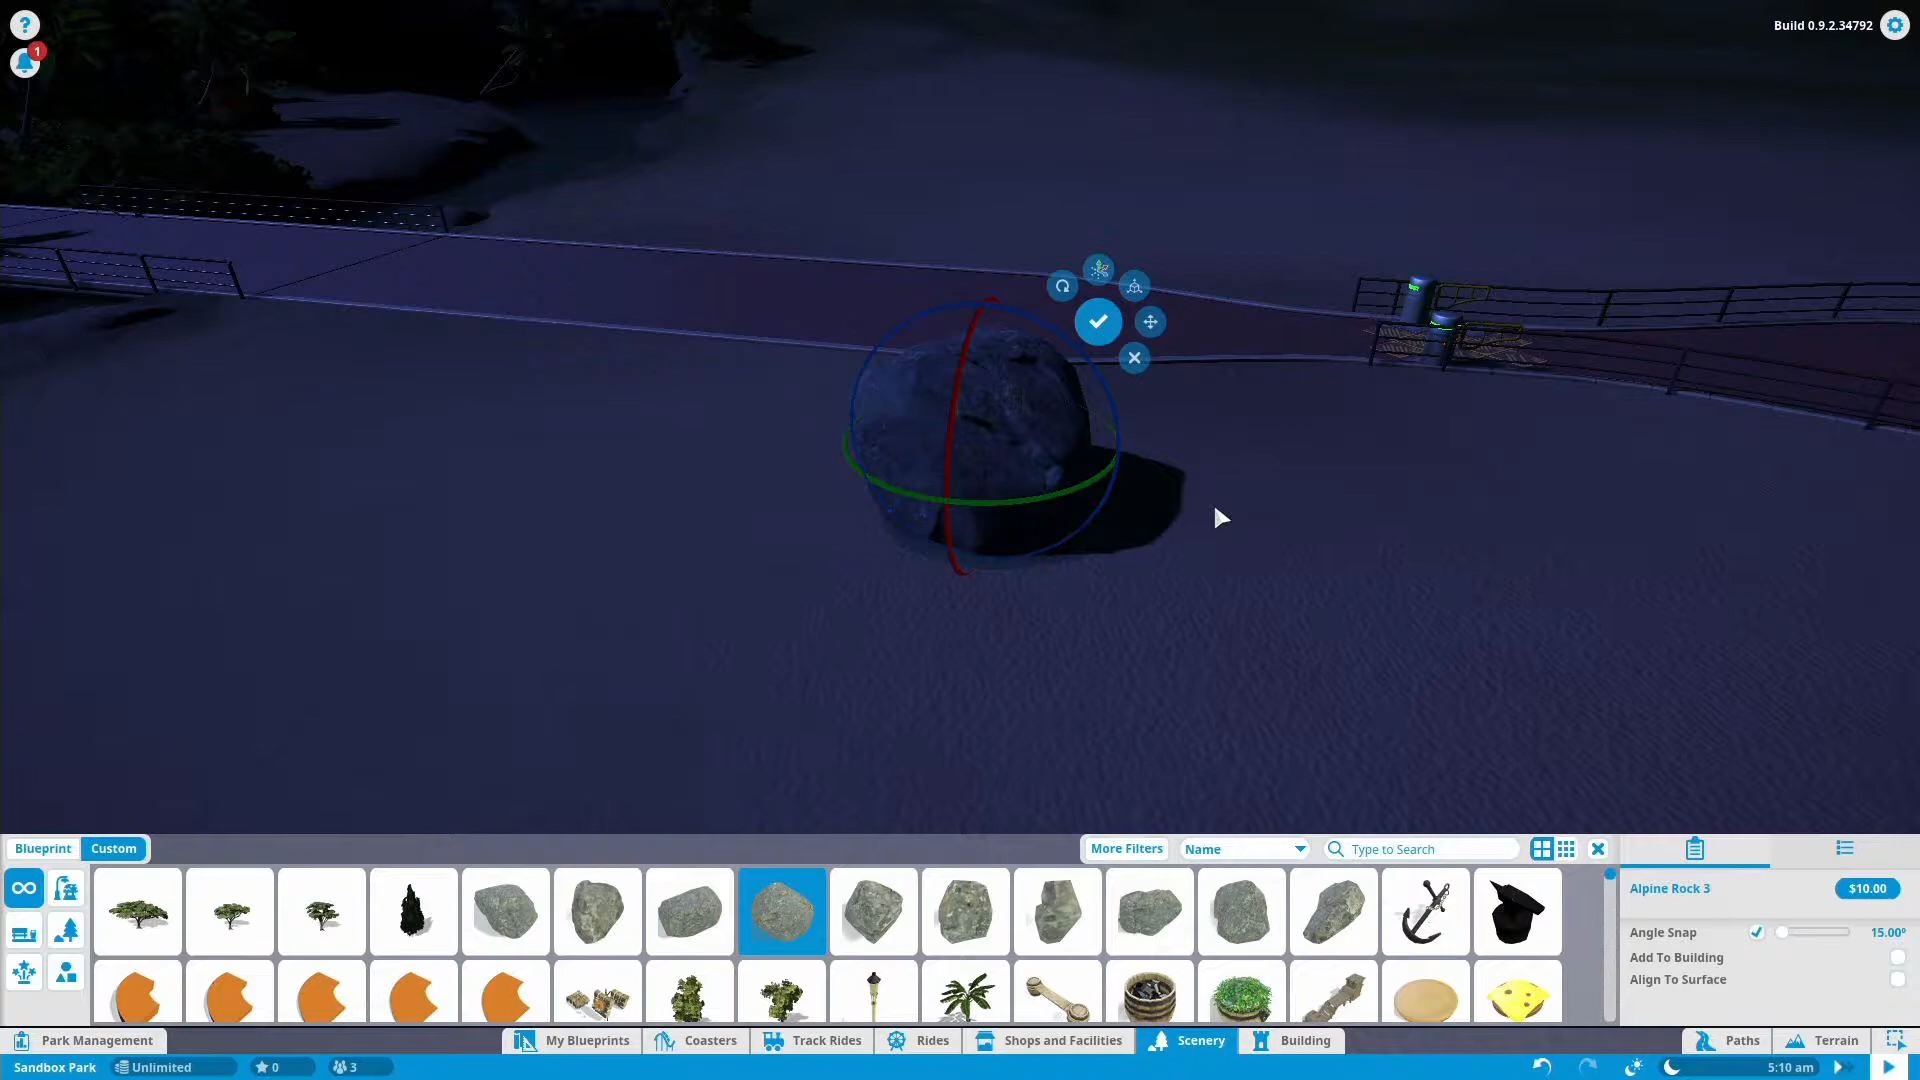 ?
1
Build 0.9.2.34792
Blueprint
Custom
More Filters
Name
Type to Search
Alpine Rock 3
$10.00
Angle Snap
15.00º
Add To Building
Align To Surface
Park Management
My Blueprints
Coasters
Track Rides
Rides
Shops and Facilities
Scenery
Building
Paths
Terrain
Sandbox Park
Unlimited
0
3
5:10 am